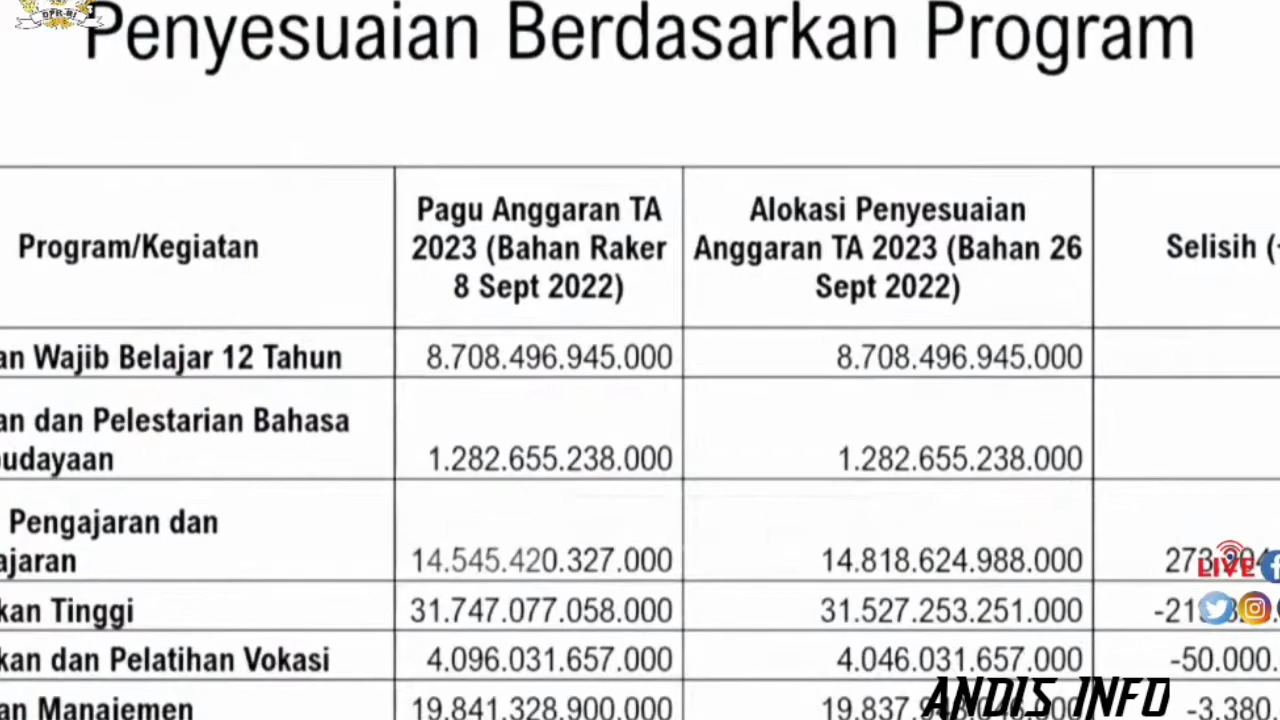 DPR-RI
Penyesuaian Berdasarkan Program
Program/Kegiatan
Pagu Anggaran TA
2023 (Bahan Raker
8 Sept 2022)
Alokasi Penyesuaian
Anggaran TA 2023 (Bahan 26
Sept 2022)
Selisih (
an Wajib Belajar 12 Tahun 8.708.496.945.000 8.708.496.945.000
an dan Pelestarian Bahasa
budayaan 1.282.655.238.000 1.282.655.238.000
Pengajaran dan
ajaran 14.545.420.327.000 14.818.624.988.000
kan Tinggi 31.747.077.058.000 31.527.253.251.000
kan dan Pelatihan Vokasi 4.096.031.657.000 4.046.031.657.000 -50.000.
an Manajemen 19.841.328.900.000 -3.380.
LIVE
ANDIS INFO